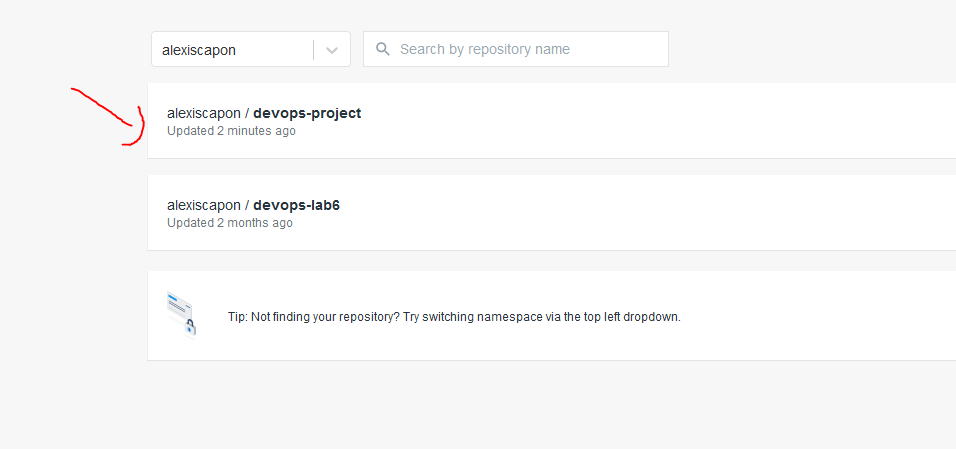 alexiscapon
Search by repository name
alexiscapon / devops-project
Updated 2 minutes ago
alexiscapon / devops-lab6
Updated 2 months ago
Tip: Not finding your repository? Try switching namespace via the top left dropdown.